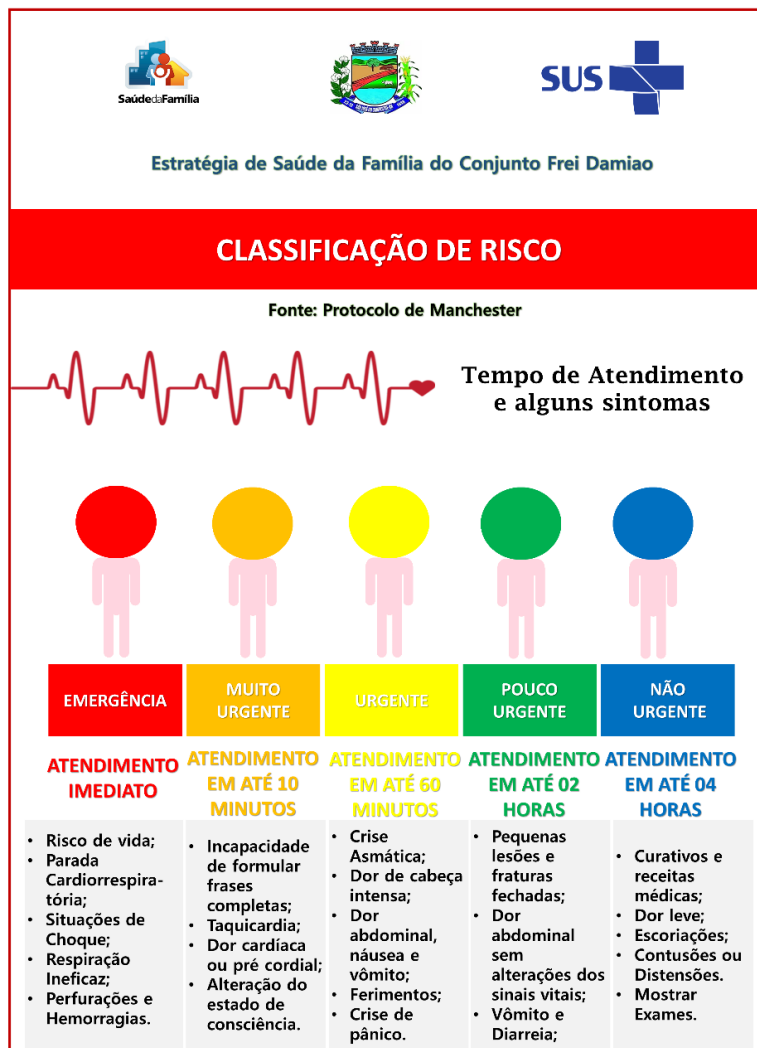 SaúdedaFamília
SUS
Estratégia de Saúde da Família do Conjunto Frei Damiao
CLASSIFICAÇÃO DE RISCO
Fonte: Protocolo de Manchester
Tempo de Atendimento
e alguns sintomas
EMERGÊNCIA
ATENDIMENTO
IMEDIATO
• Risco de vida;
• Parada
Cardiorrespira-
tória;
• Situações de
Choque;
• Respiração
Ineficaz;
• Perfurações e
Hemorragias.
MUITO
URGENTE
ATENDIMENTO
EM ATÉ 10
MINUTOS
• Incapacidade
de formular
frases
completas;
• Taquicardia;
• Dor cardíaca
ou pré cordial;
• Alteração do
estado de
consciência.
URGENTE
ATENDIMENTO
EM ATÉ 60
MINUTOS
• Crise
Asmática;
• Dor de cabeça
intensa;
• Dor
abdominal,
náusea e
vômito;
• Ferimentos;
• Crise de
pânico.
POUCO
URGENTE
ATENDIMENTO
EM ATÉ 02
HORAS
• Pequenas
lesões e
fraturas
fechadas;
• Dor
abdominal
sem
alterações dos
sinais vitais;
• Vômito e
Diarreia;
NÃO
URGENTE
ATENDIMENTO
EM ATÉ 04
HORAS
• Curativos e
receitas
médicas;
• Dor leve;
• Escoriações;
• Contusões ou
Distensões.
• Mostrar
Exames.